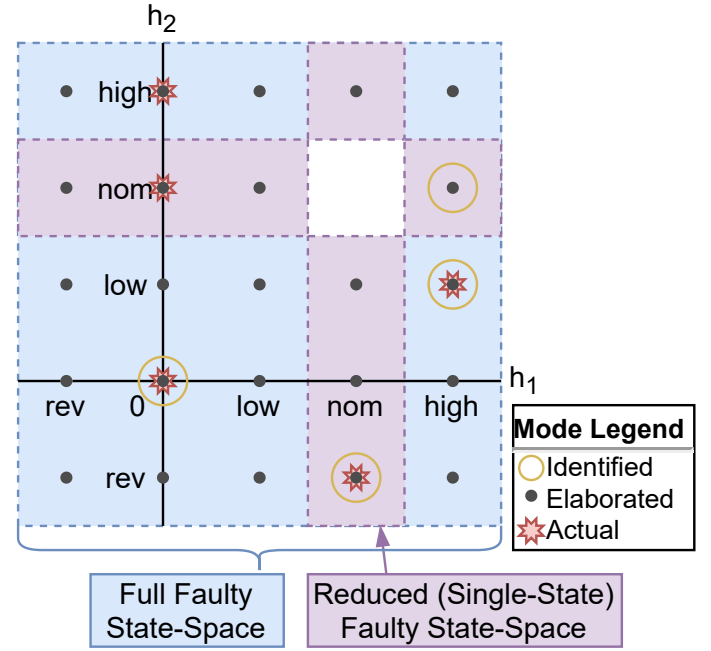 h2
high
nom
low
h1
rev
0
low
nom
high
rev
Mode Legend
Identified
Elaborated
Actual
Full Faulty
State-Space
Reduced (Single-State)
Faulty State-Space